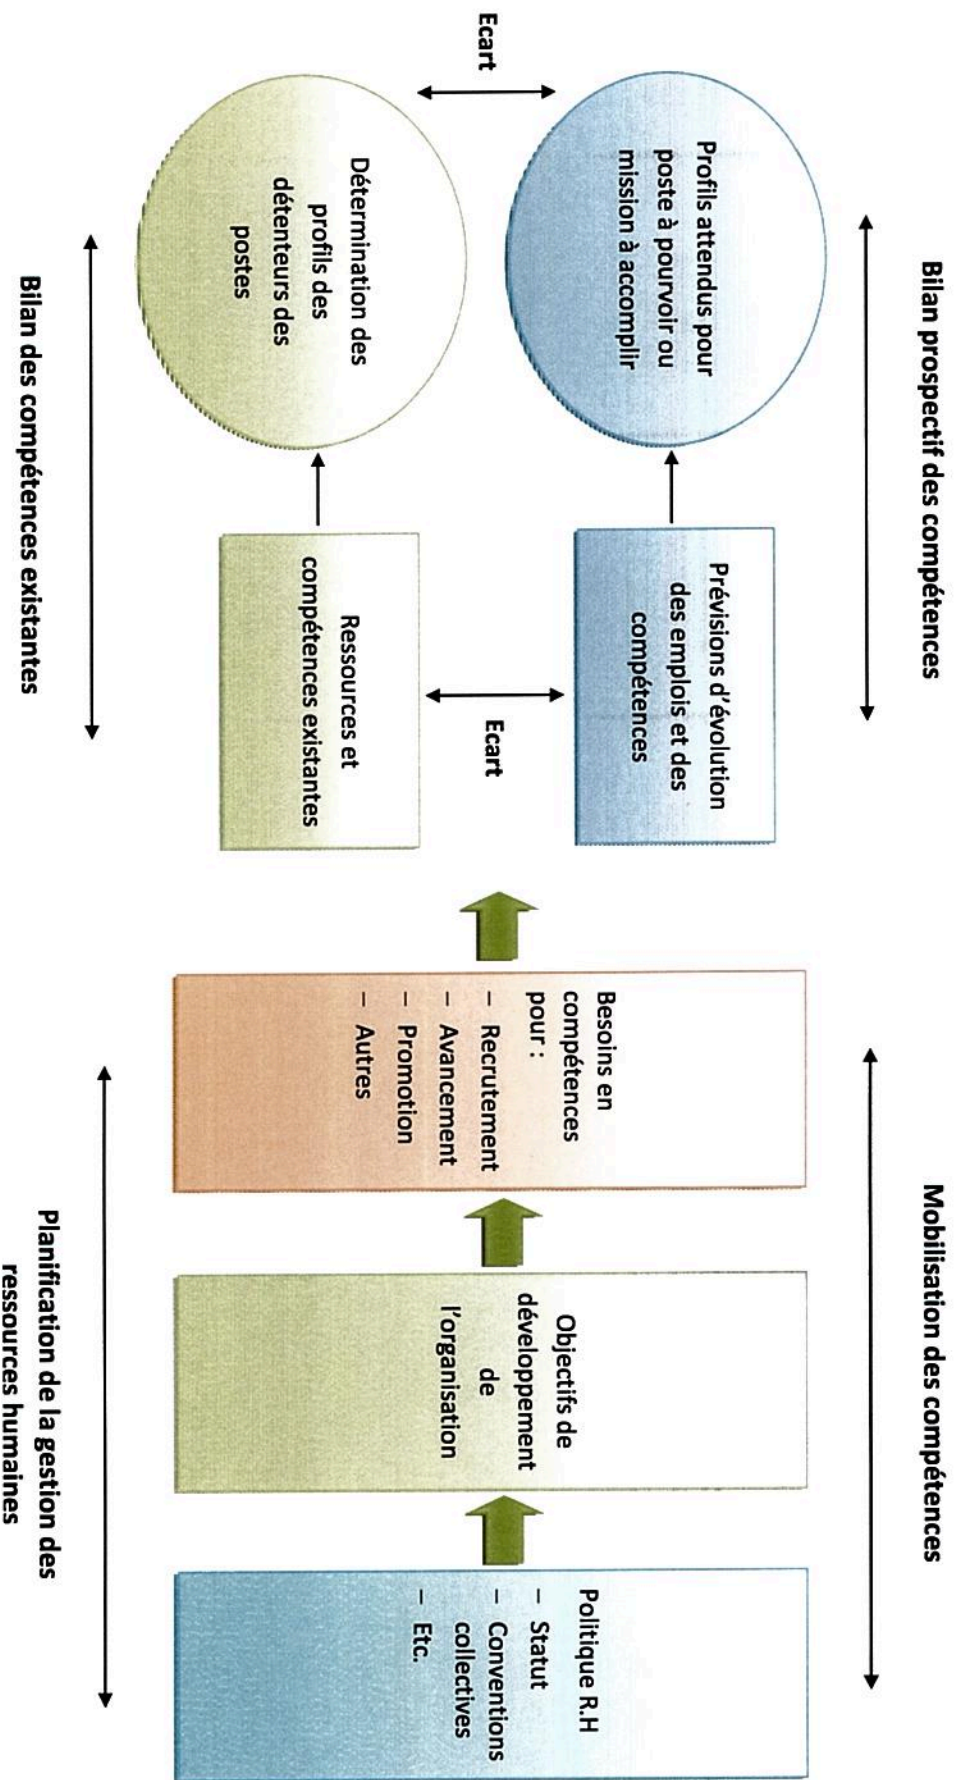 Bilan prospectif des compétences
Mobilisation des compétences
Ecart
Profils attendus pour
poste à pourvoir ou
mission à accomplir
Prévisions d'évolution
des emplois et des
compétences
Ecart
Détermination des
profils des
détenteurs des
postes
Ressources et
compétences existantes
Besoins en
compétences
pour :
– Recrutement
– Avancement
– Promotion
– Autres
Objectifs de
développement
de
l'organisation
Politique R.H
– Statut
– Conventions
collectives
– Etc.
Bilan des compétences existantes
Planification de la gestion des
ressources humaines